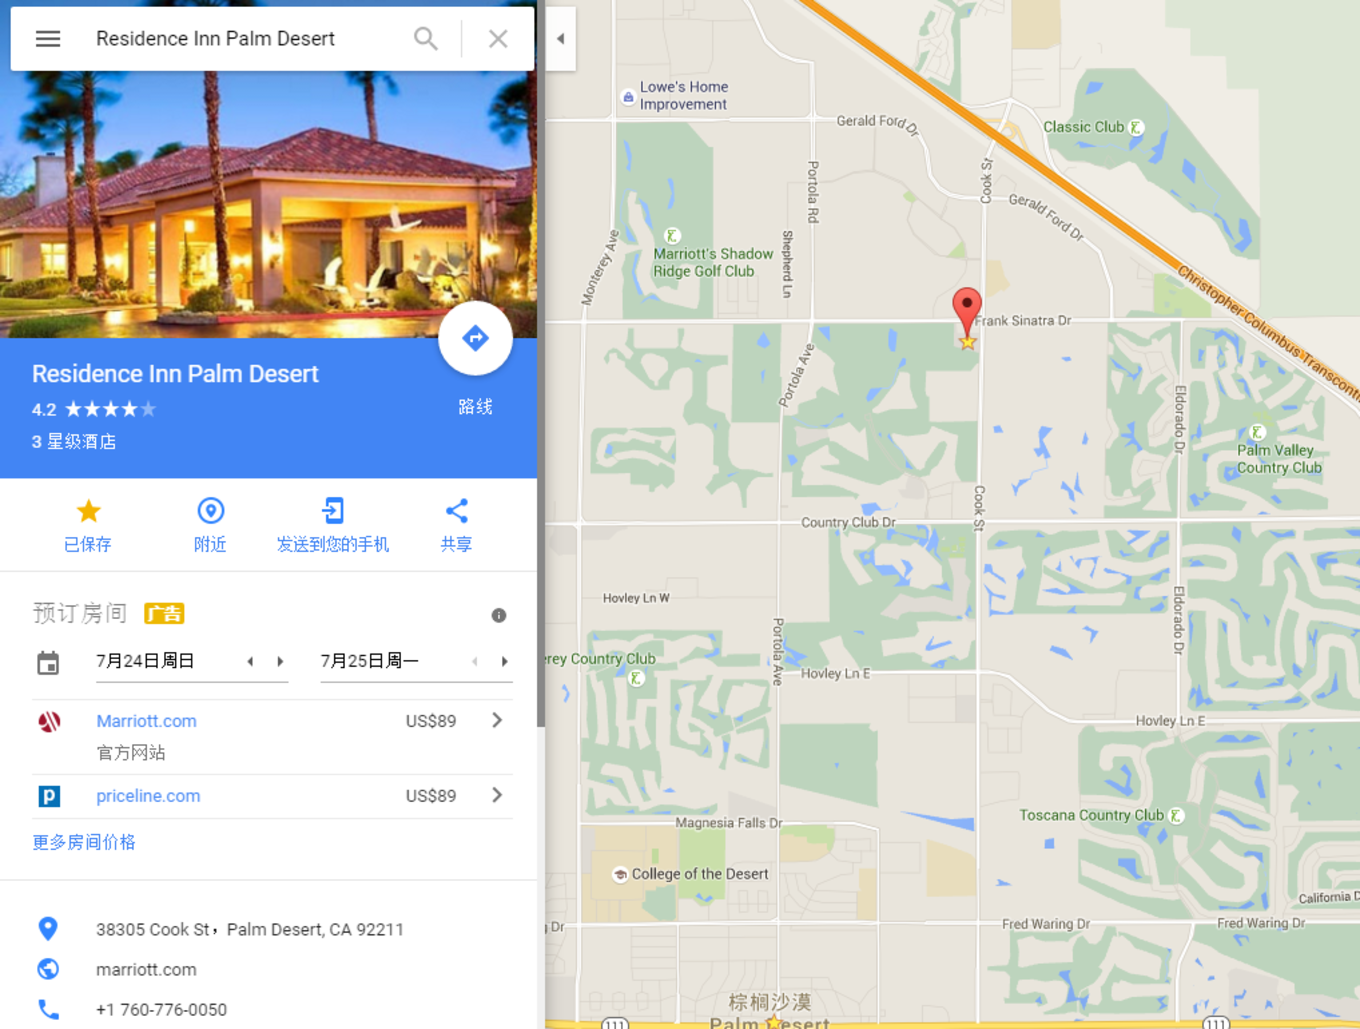 Residence Inn Palm Desert
Residence Inn Palm Desert
4.2
3 星级酒店
路线
已保存
附近
发送到您的手机
共享
预订房间 广告
7月24日周日
7月25日周一
Marriott.com US$89
官方网站
priceline.com US$89
更多房间价格
38305 Cook St，Palm Desert, CA 92211
marriott.com
+1 760-776-0050
Lowe's Home
Improvement
Gerald Ford Dr
Classic Club
Portola Rd
Cook St
Gerald Ford Dr
Monterey Ave
Shepherd Ln
Marriott's Shadow
Ridge Golf Club
Christopher Columbus Transcont
Frank Sinatra Dr
Portola Ave
Eldorado Dr
Palm Valley
Country Club
Country Club Dr
Cook St
Hovley Ln W
Eldorado Dr
Portola Ave
erey Country Club
Hovley Ln E
Hovley Ln E
Toscana Country Club
Magnesia Falls Dr
College of the Desert
California D
Fred Waring Dr
Fred Waring Dr
Dr
棕榈沙漠
Palm Desert
111
111